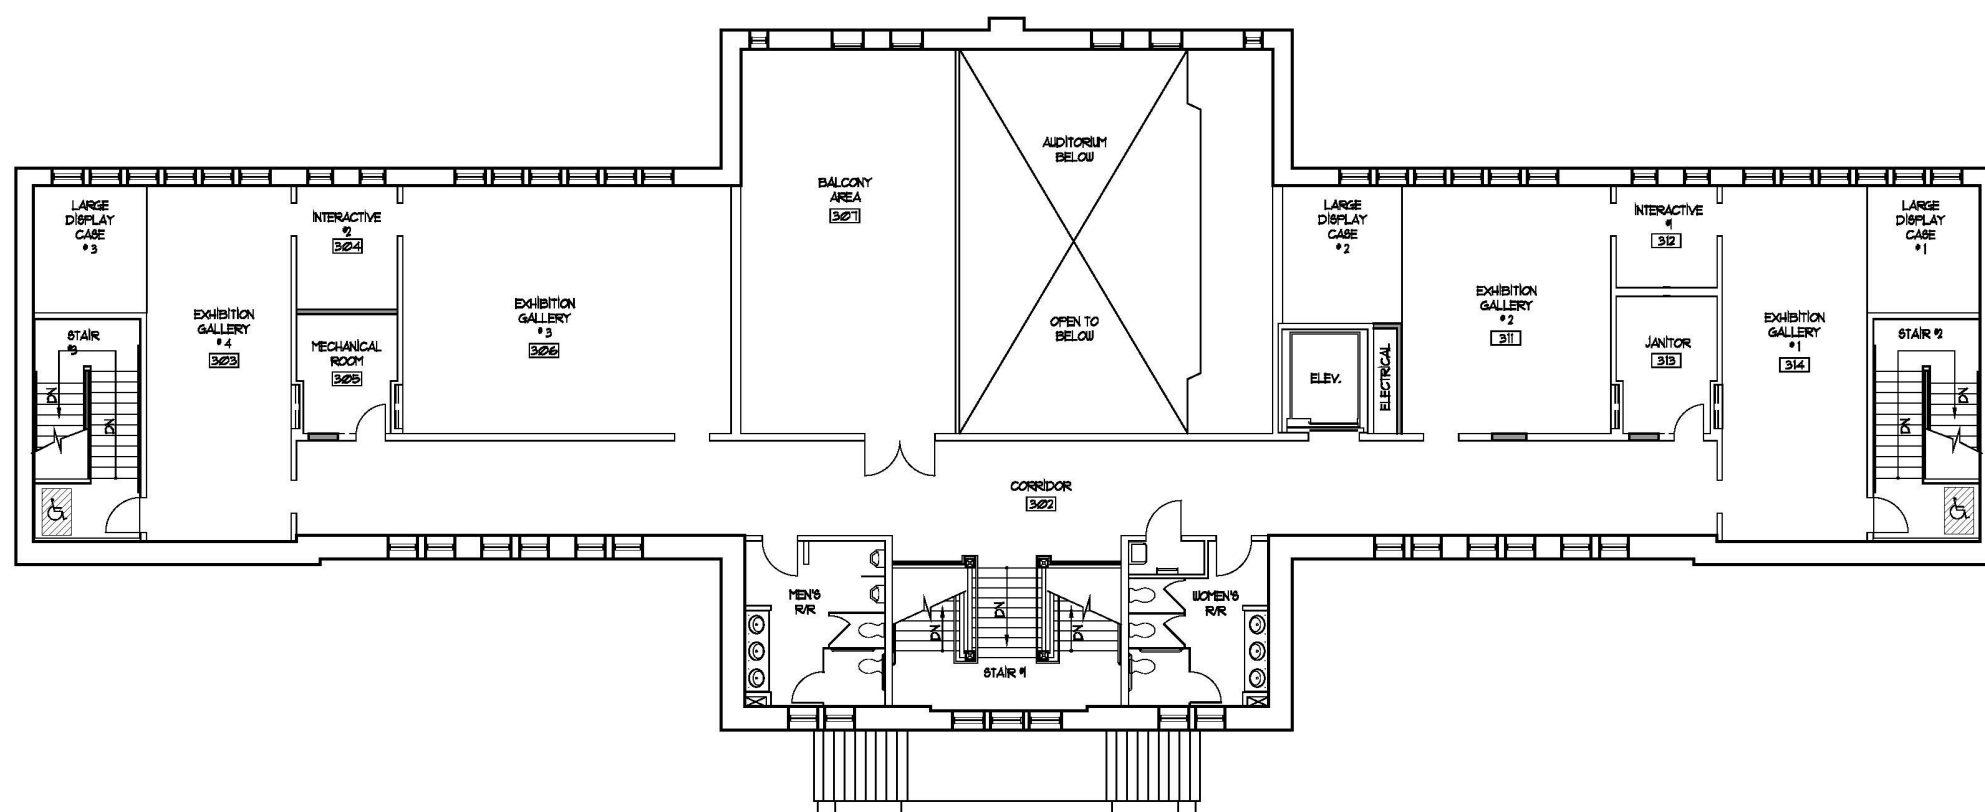 LARGE
DISPLAY
CASE
#3
INTERACTIVE
#2
304
EXHIBITION
GALLERY
#4
303
STAIR
#3
DN
DN
MECHANICAL
ROOM
305
EXHIBITION
GALLERY
#3
306
BALCONY
AREA
307
AUDITORIUM
BELOW
OPEN TO
BELOW
LARGE
DISPLAY
CASE
#2
ELEV.
ELECTRICAL
EXHIBITION
GALLERY
#2
311
INTERACTIVE
#1
312
JANITOR
313
EXHIBITION
GALLERY
#1
314
LARGE
DISPLAY
CASE
#1
STAIR #2
DN
DN
CORRIDOR
302
MEN'S
R/R
DN
DN
DN
STAIR #1
WOMEN'S
R/R